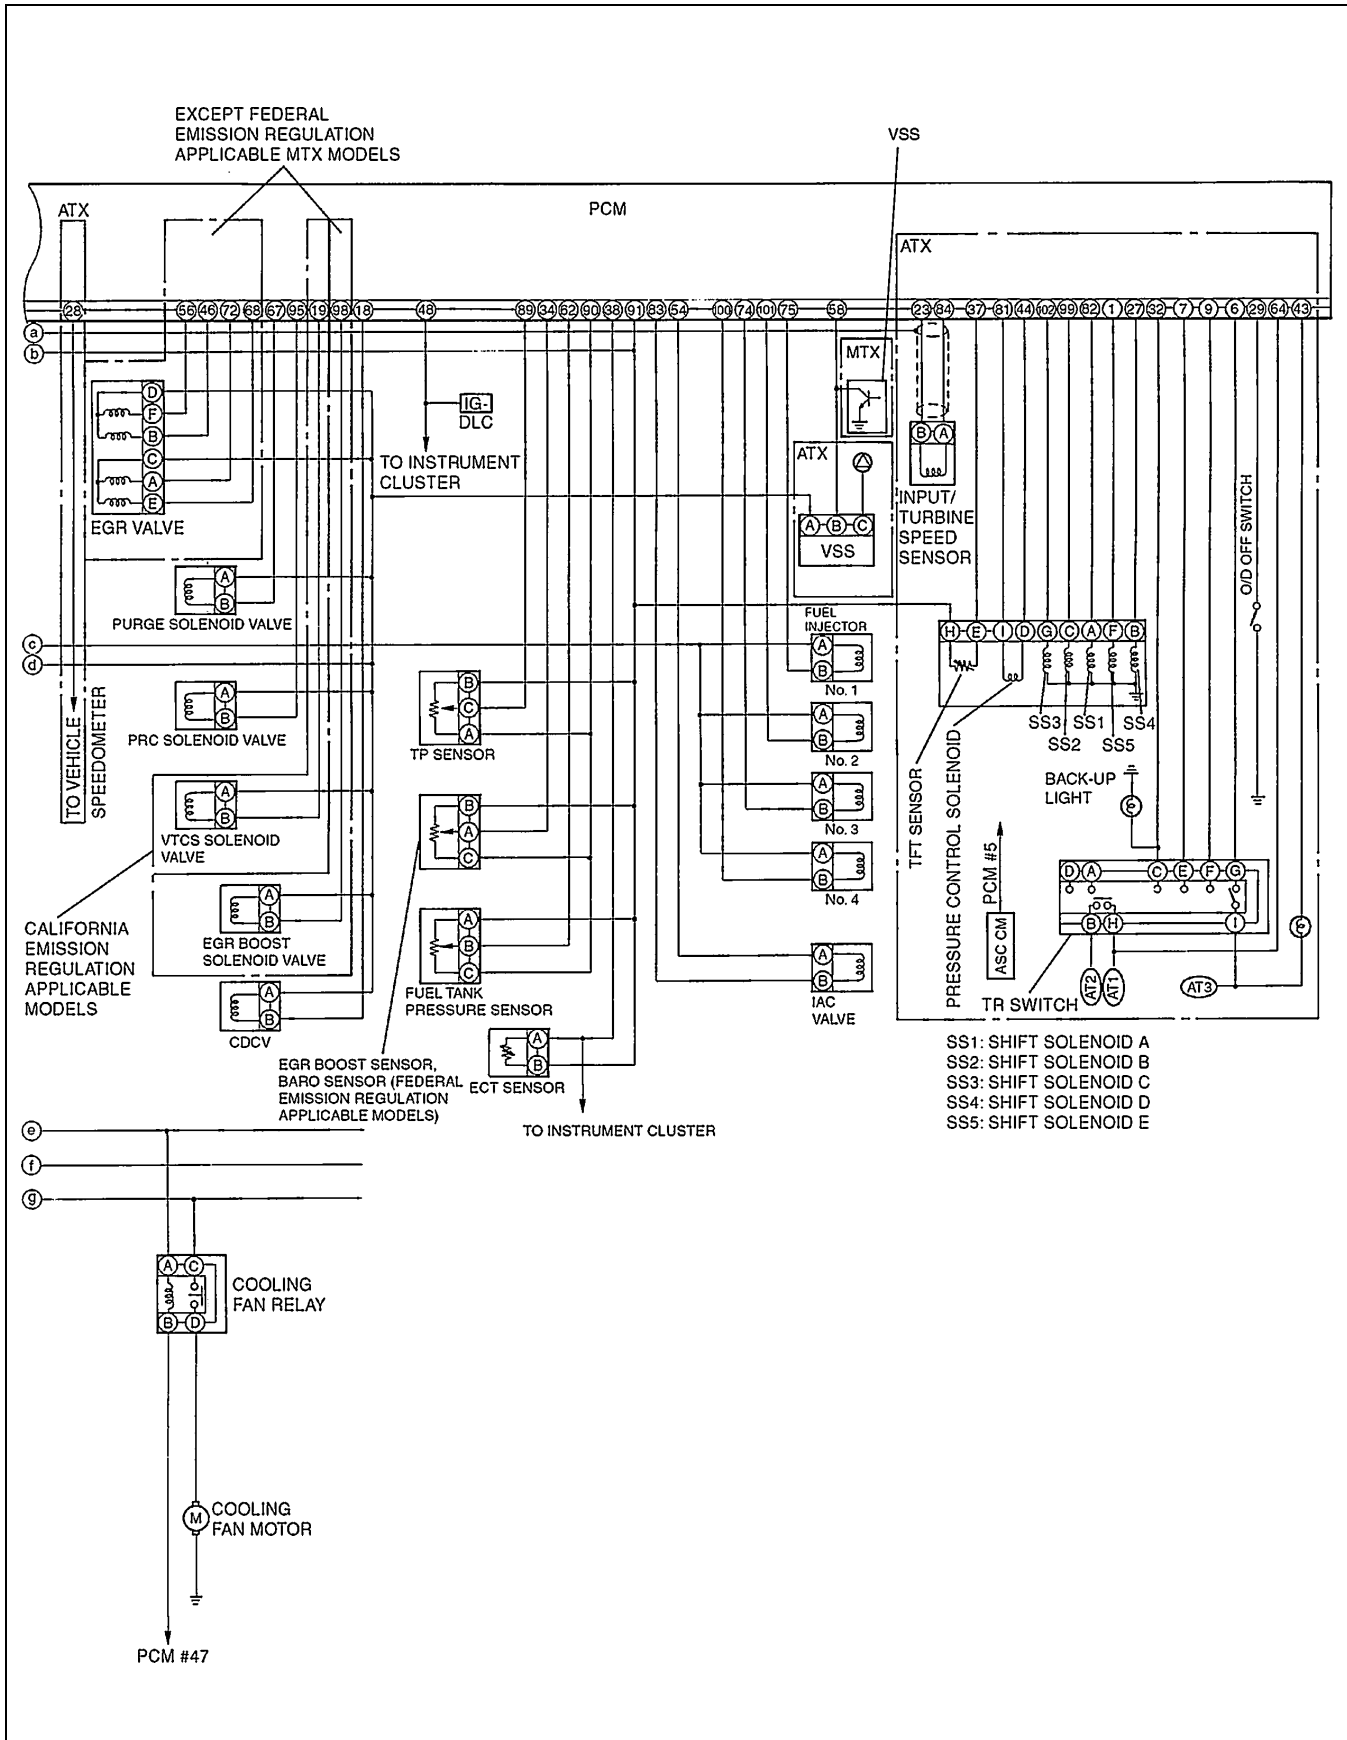 EXCEPT FEDERAL
EMISSION REGULATION
APPLICABLE MTX MODELS
VSS
ATX
PCM
ATX
28 56 46 72 68 67 95 19 98 18 48 89 34 62 90 38 91 83 54 100 74 101 75 58 23 84 37 81 44 102 99 82 1 27 32 7 9 6 29 64 43
a
b
MTX
D
F
B
C
A
E
EGR VALVE
IG-
DLC
TO INSTRUMENT
CLUSTER
ATX
A B C
VSS
B A
INPUT/
TURBINE
SPEED
SENSOR
O/D OFF SWITCH
A
B
PURGE SOLENOID VALVE
c
d
FUEL
INJECTOR
A
B
No. 1
H E I D G C A F B
TO VEHICLE
SPEEDOMETER
A
B
PRC SOLENOID VALVE
B
C
A
TP SENSOR
A
B
No. 2
SS3 SS1 SS4
SS2 SS5
TFT SENSOR
PRESSURE CONTROL SOLENOID
BACK-UP
LIGHT
A
B
VTCS SOLENOID
VALVE
B
A
C
A
B
No. 3
PCM #5
ASC CM
A
B
No. 4
D A C E F G
B H I
AT2 AT1
AT3
TR SWITCH
A
B
EGR BOOST
SOLENOID VALVE
CALIFORNIA
EMISSION
REGULATION
APPLICABLE
MODELS
A
B
C
FUEL TANK
PRESSURE SENSOR
A
B
IAC
VALVE
A
B
CDCV
A
B
ECT SENSOR
EGR BOOST SENSOR,
BARO SENSOR (FEDERAL
EMISSION REGULATION
APPLICABLE MODELS)
TO INSTRUMENT CLUSTER
SS1: SHIFT SOLENOID A
SS2: SHIFT SOLENOID B
SS3: SHIFT SOLENOID C
SS4: SHIFT SOLENOID D
SS5: SHIFT SOLENOID E
e
f
g
A C
B D
COOLING
FAN RELAY
M
COOLING
FAN MOTOR
PCM #47